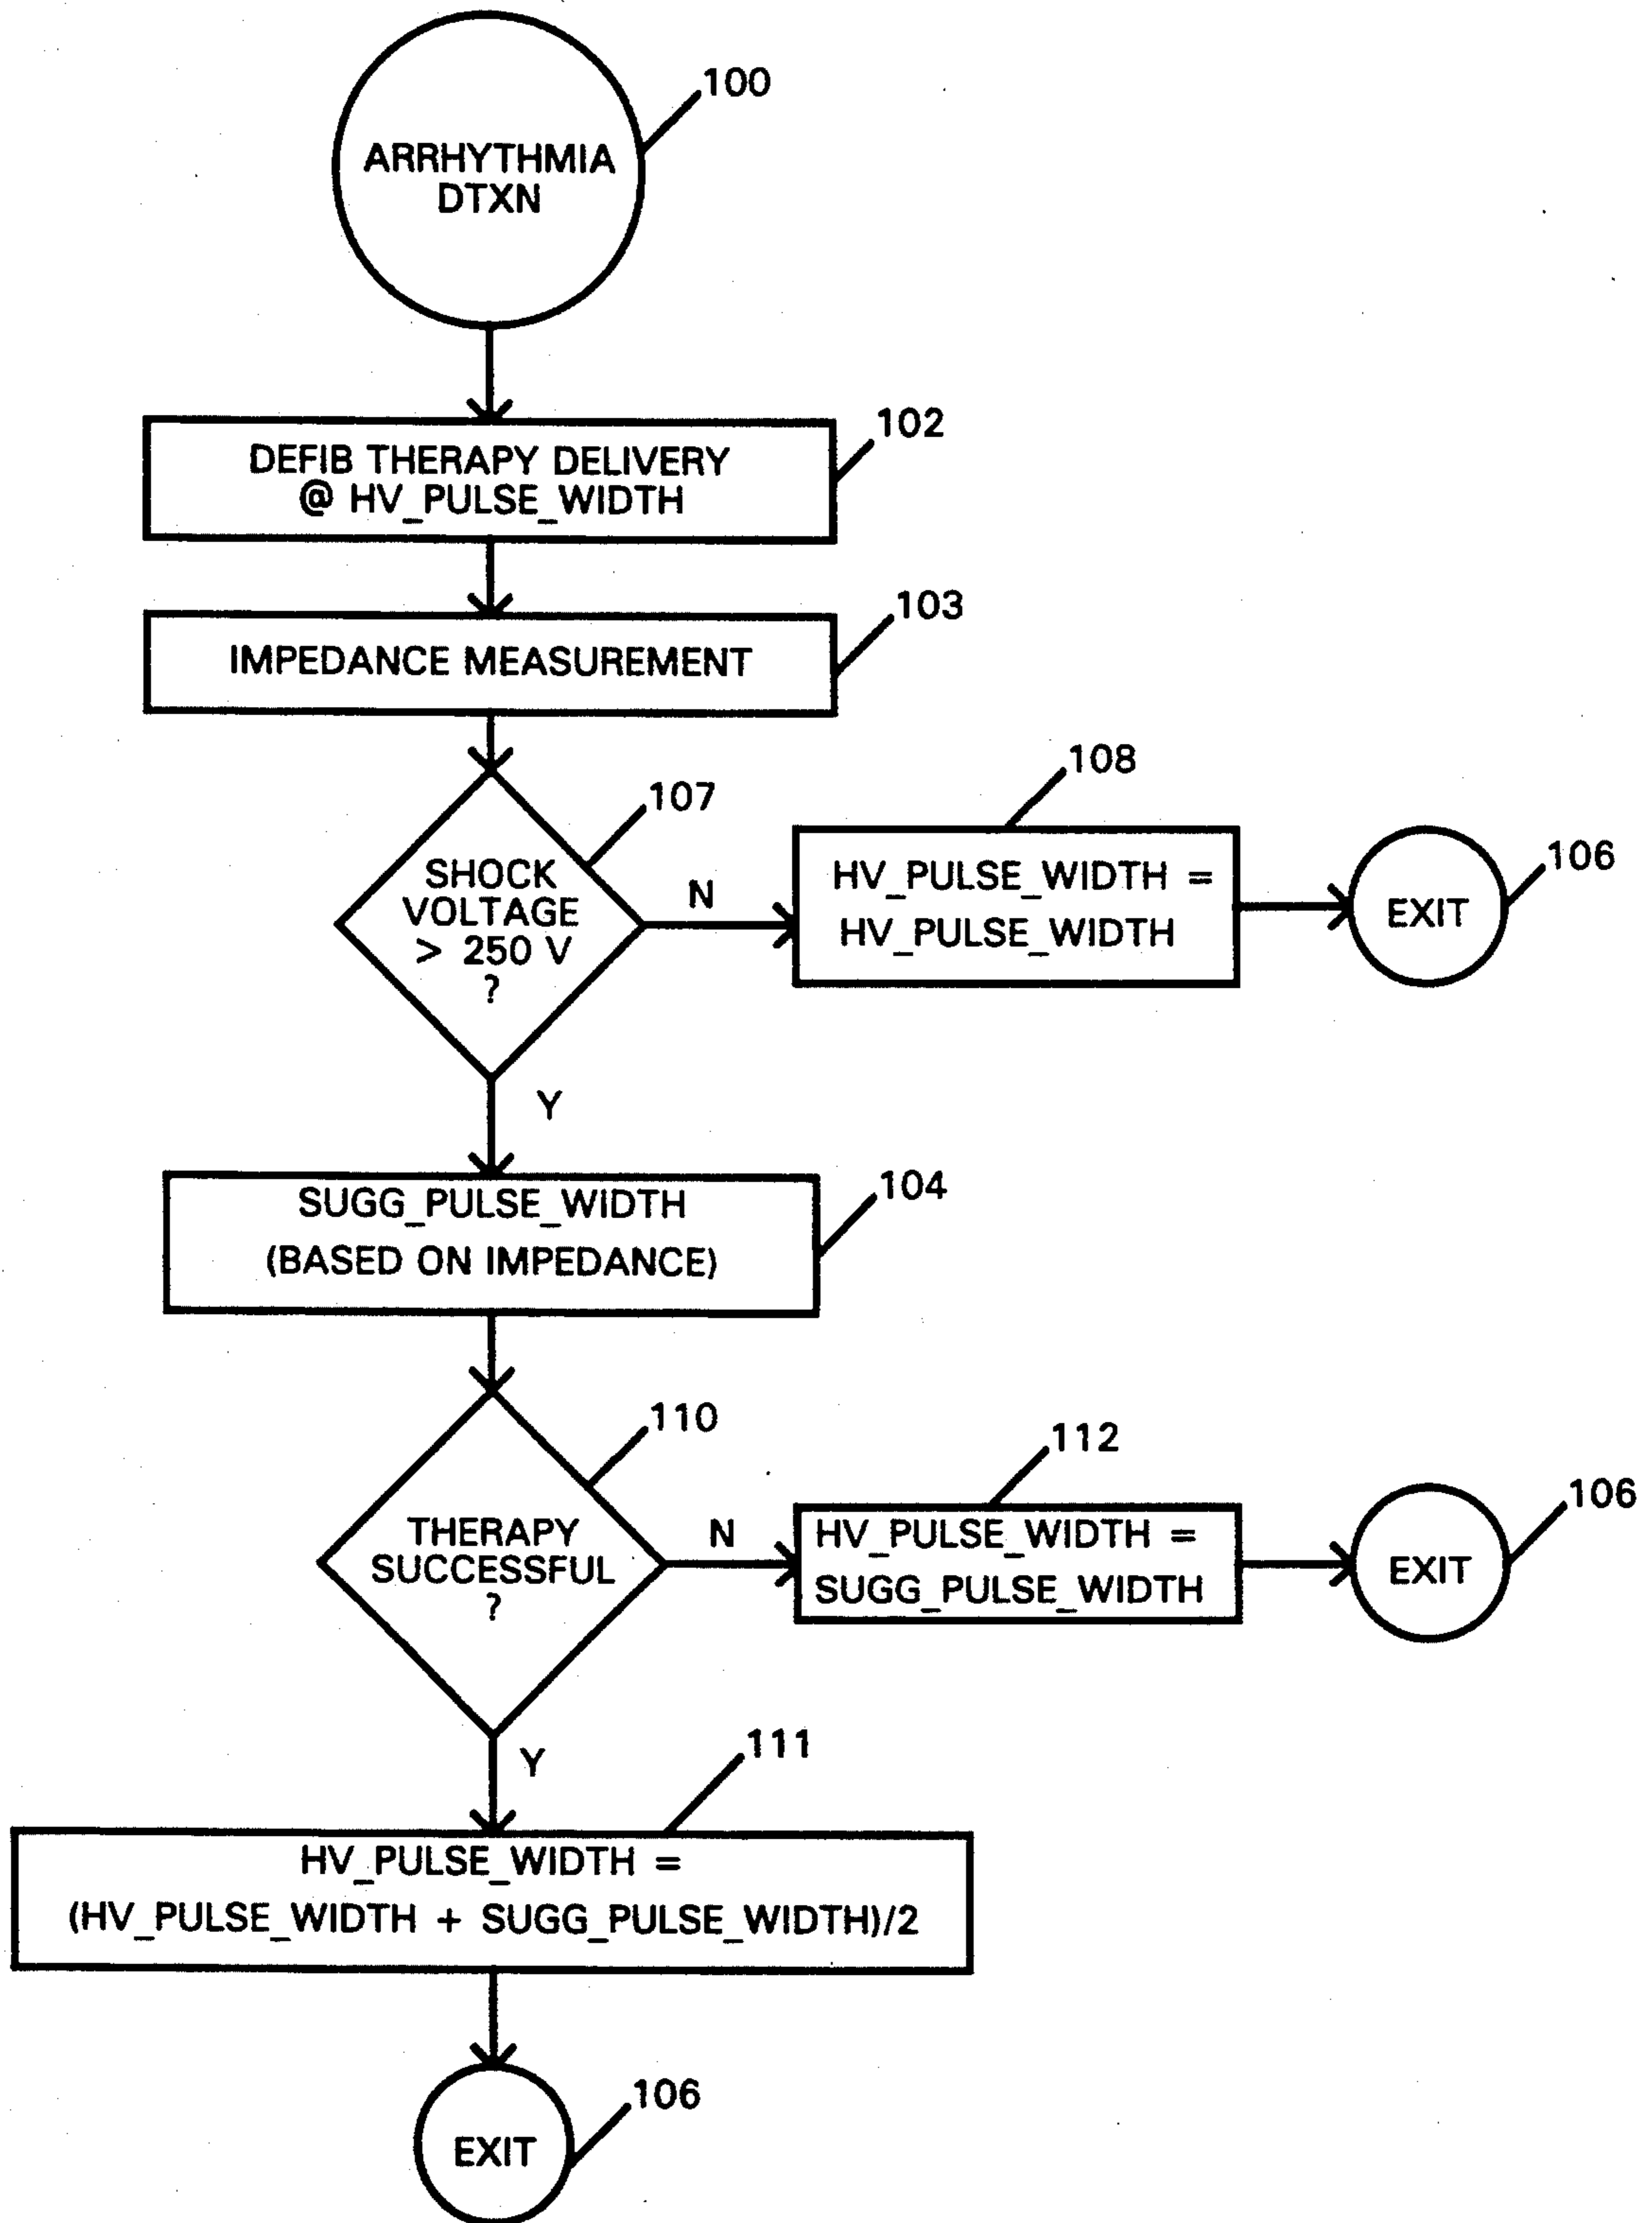 100
ARRHYTHMIA
DTXN
102
DEFIB THERAPY DELIVERY
@ HV_PULSE_WIDTH
103
IMPEDANCE MEASUREMENT
107
SHOCK
VOLTAGE
> 250 V
?
N
108
HV_PULSE_WIDTH =
HV_PULSE_WIDTH
106
EXIT
Y
104
SUGG_PULSE_WIDTH
(BASED ON IMPEDANCE)
110
THERAPY
SUCCESSFUL
?
N
112
HV_PULSE_WIDTH =
SUGG_PULSE_WIDTH
106
EXIT
Y
111
HV_PULSE_WIDTH =
(HV_PULSE_WIDTH + SUGG_PULSE_WIDTH)/2
106
EXIT